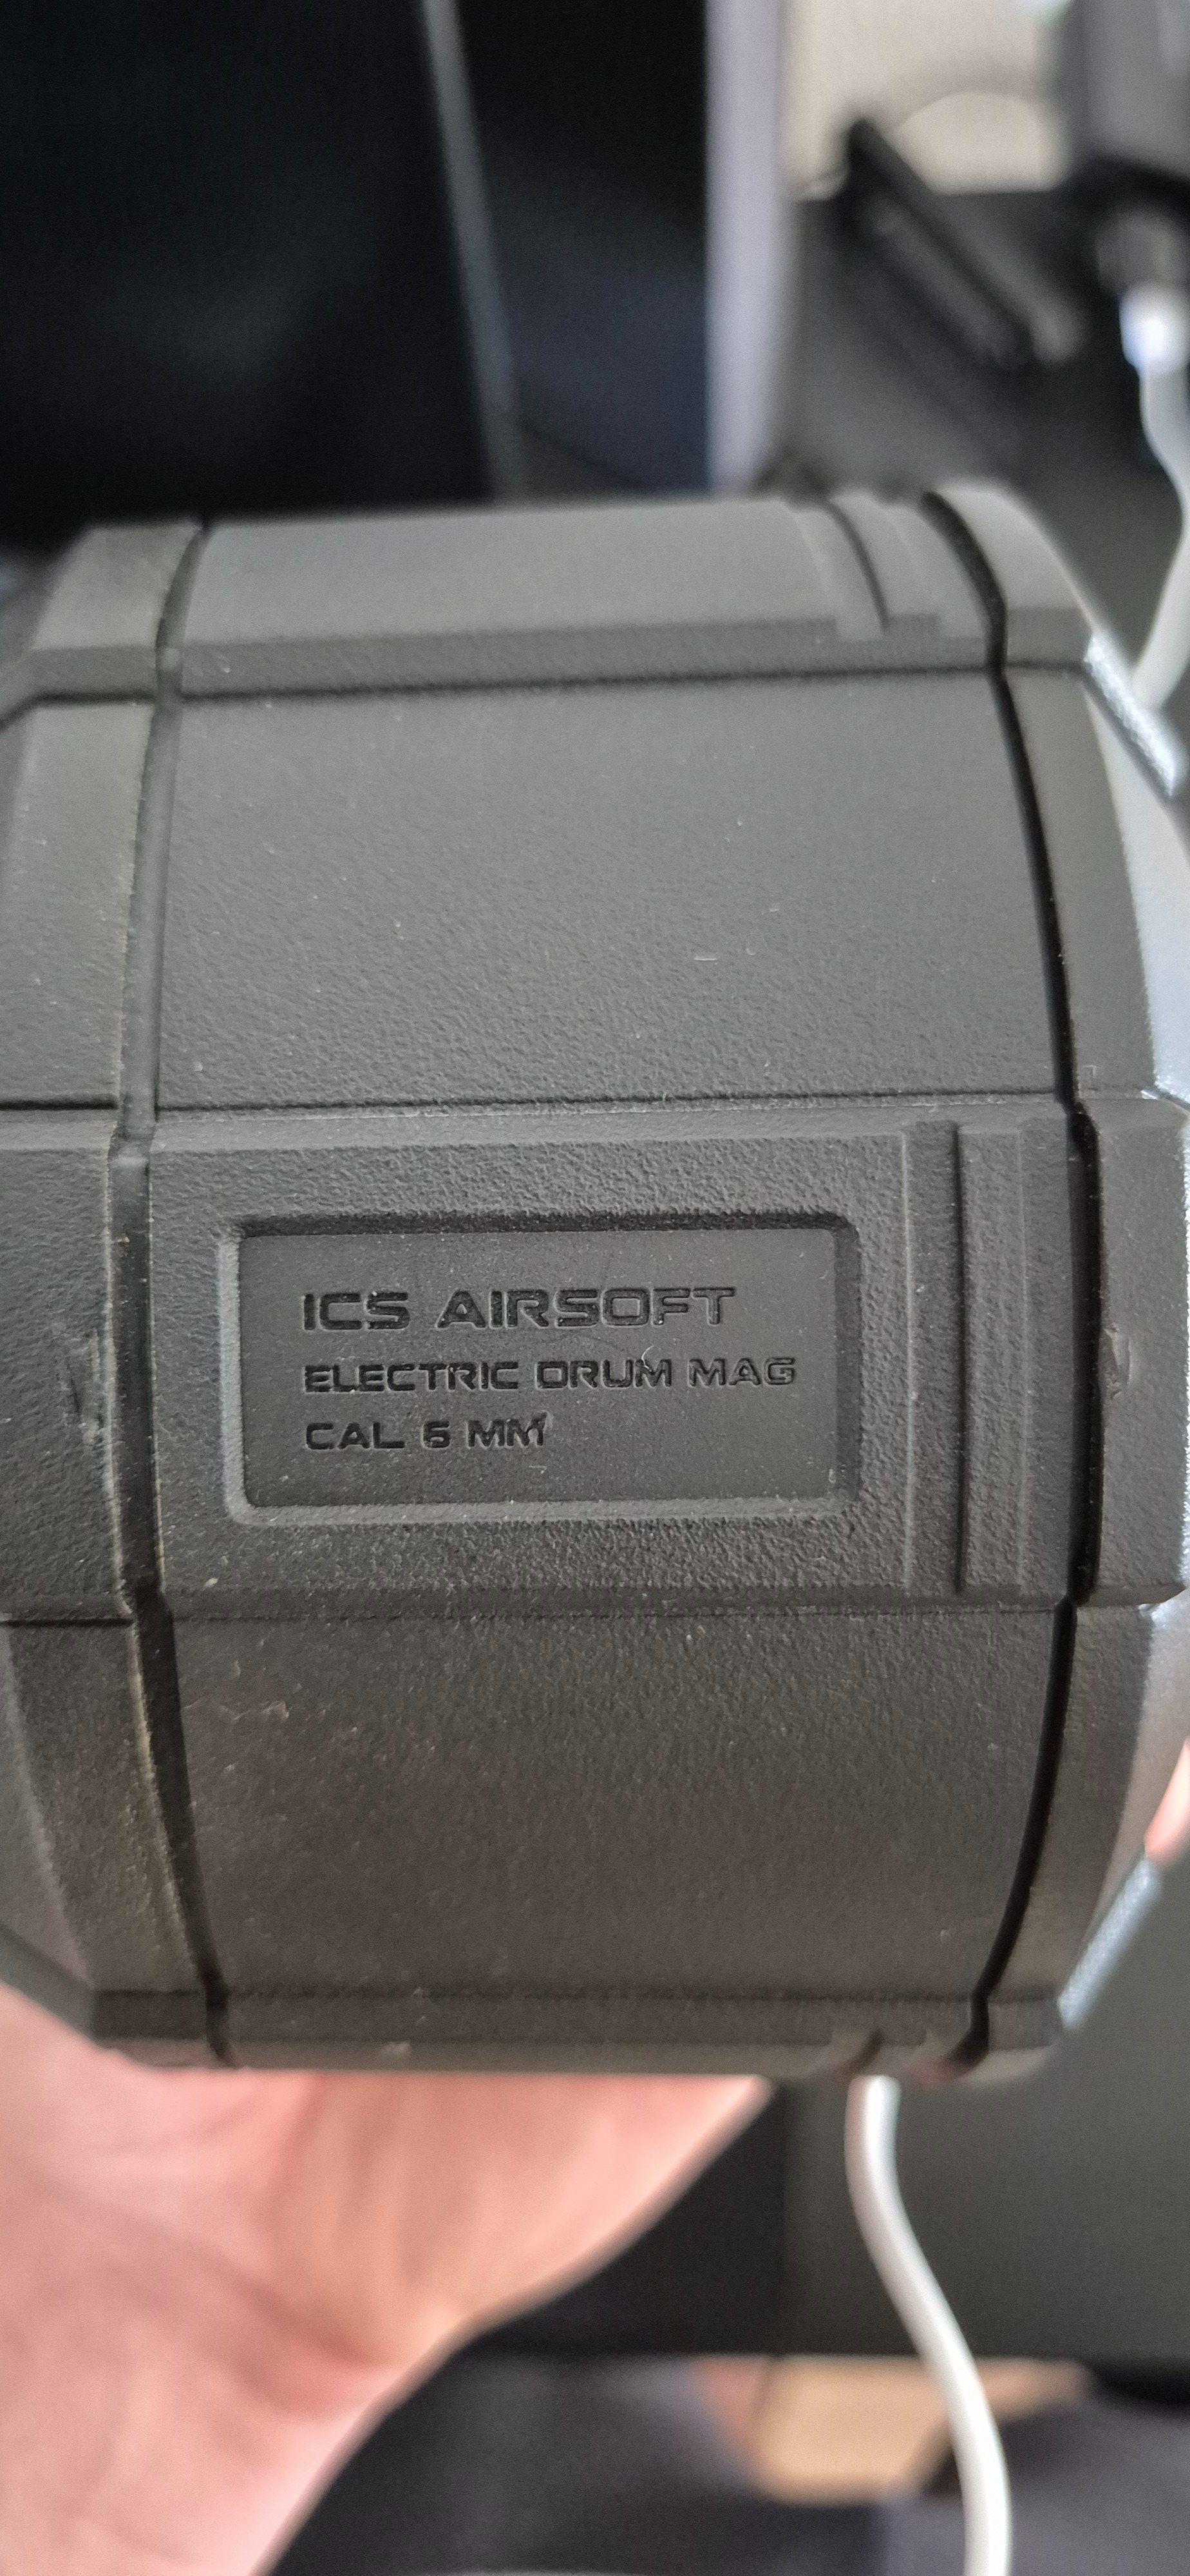 ICS AIRSOFT
ELECTRIC DRUM MAG
CAL. 6 MM